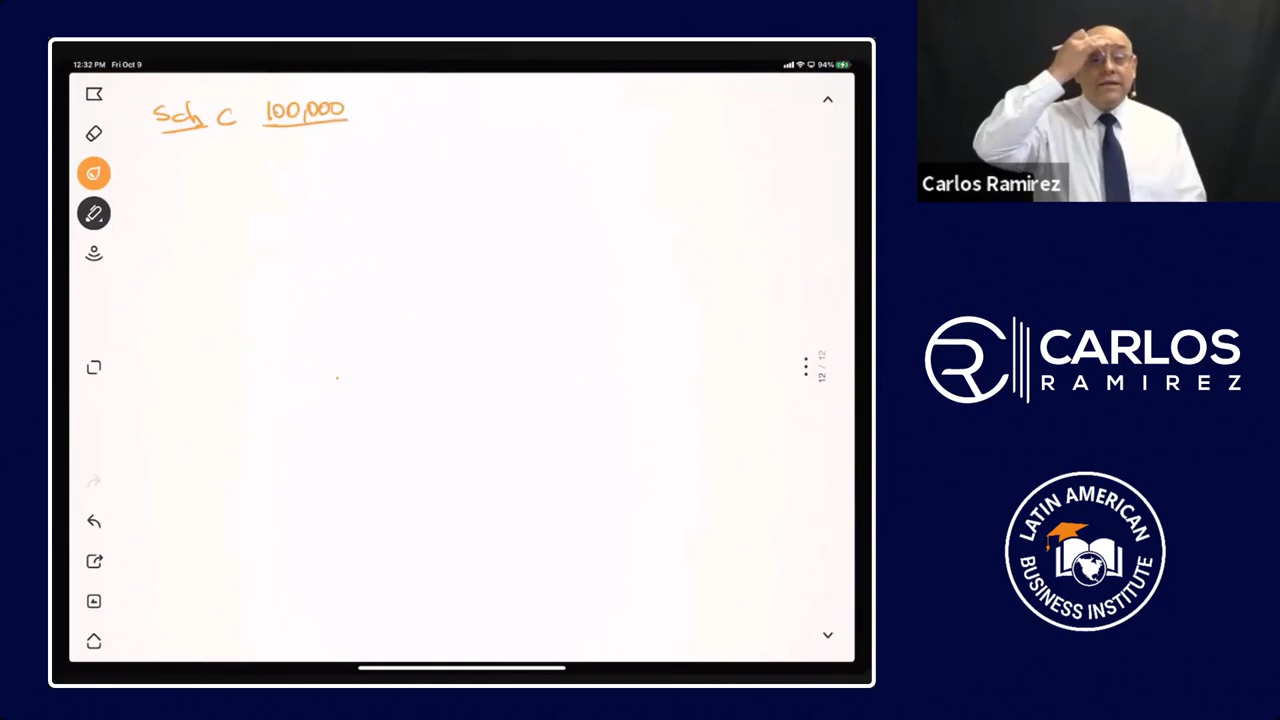 12:32 PM Fri Oct 9
94%
Sch C 100,000
12 / 12
Carlos Ramirez
CR CARLOS
RAMIREZ
LATIN AMERICAN
BUSINESS INSTITUTE